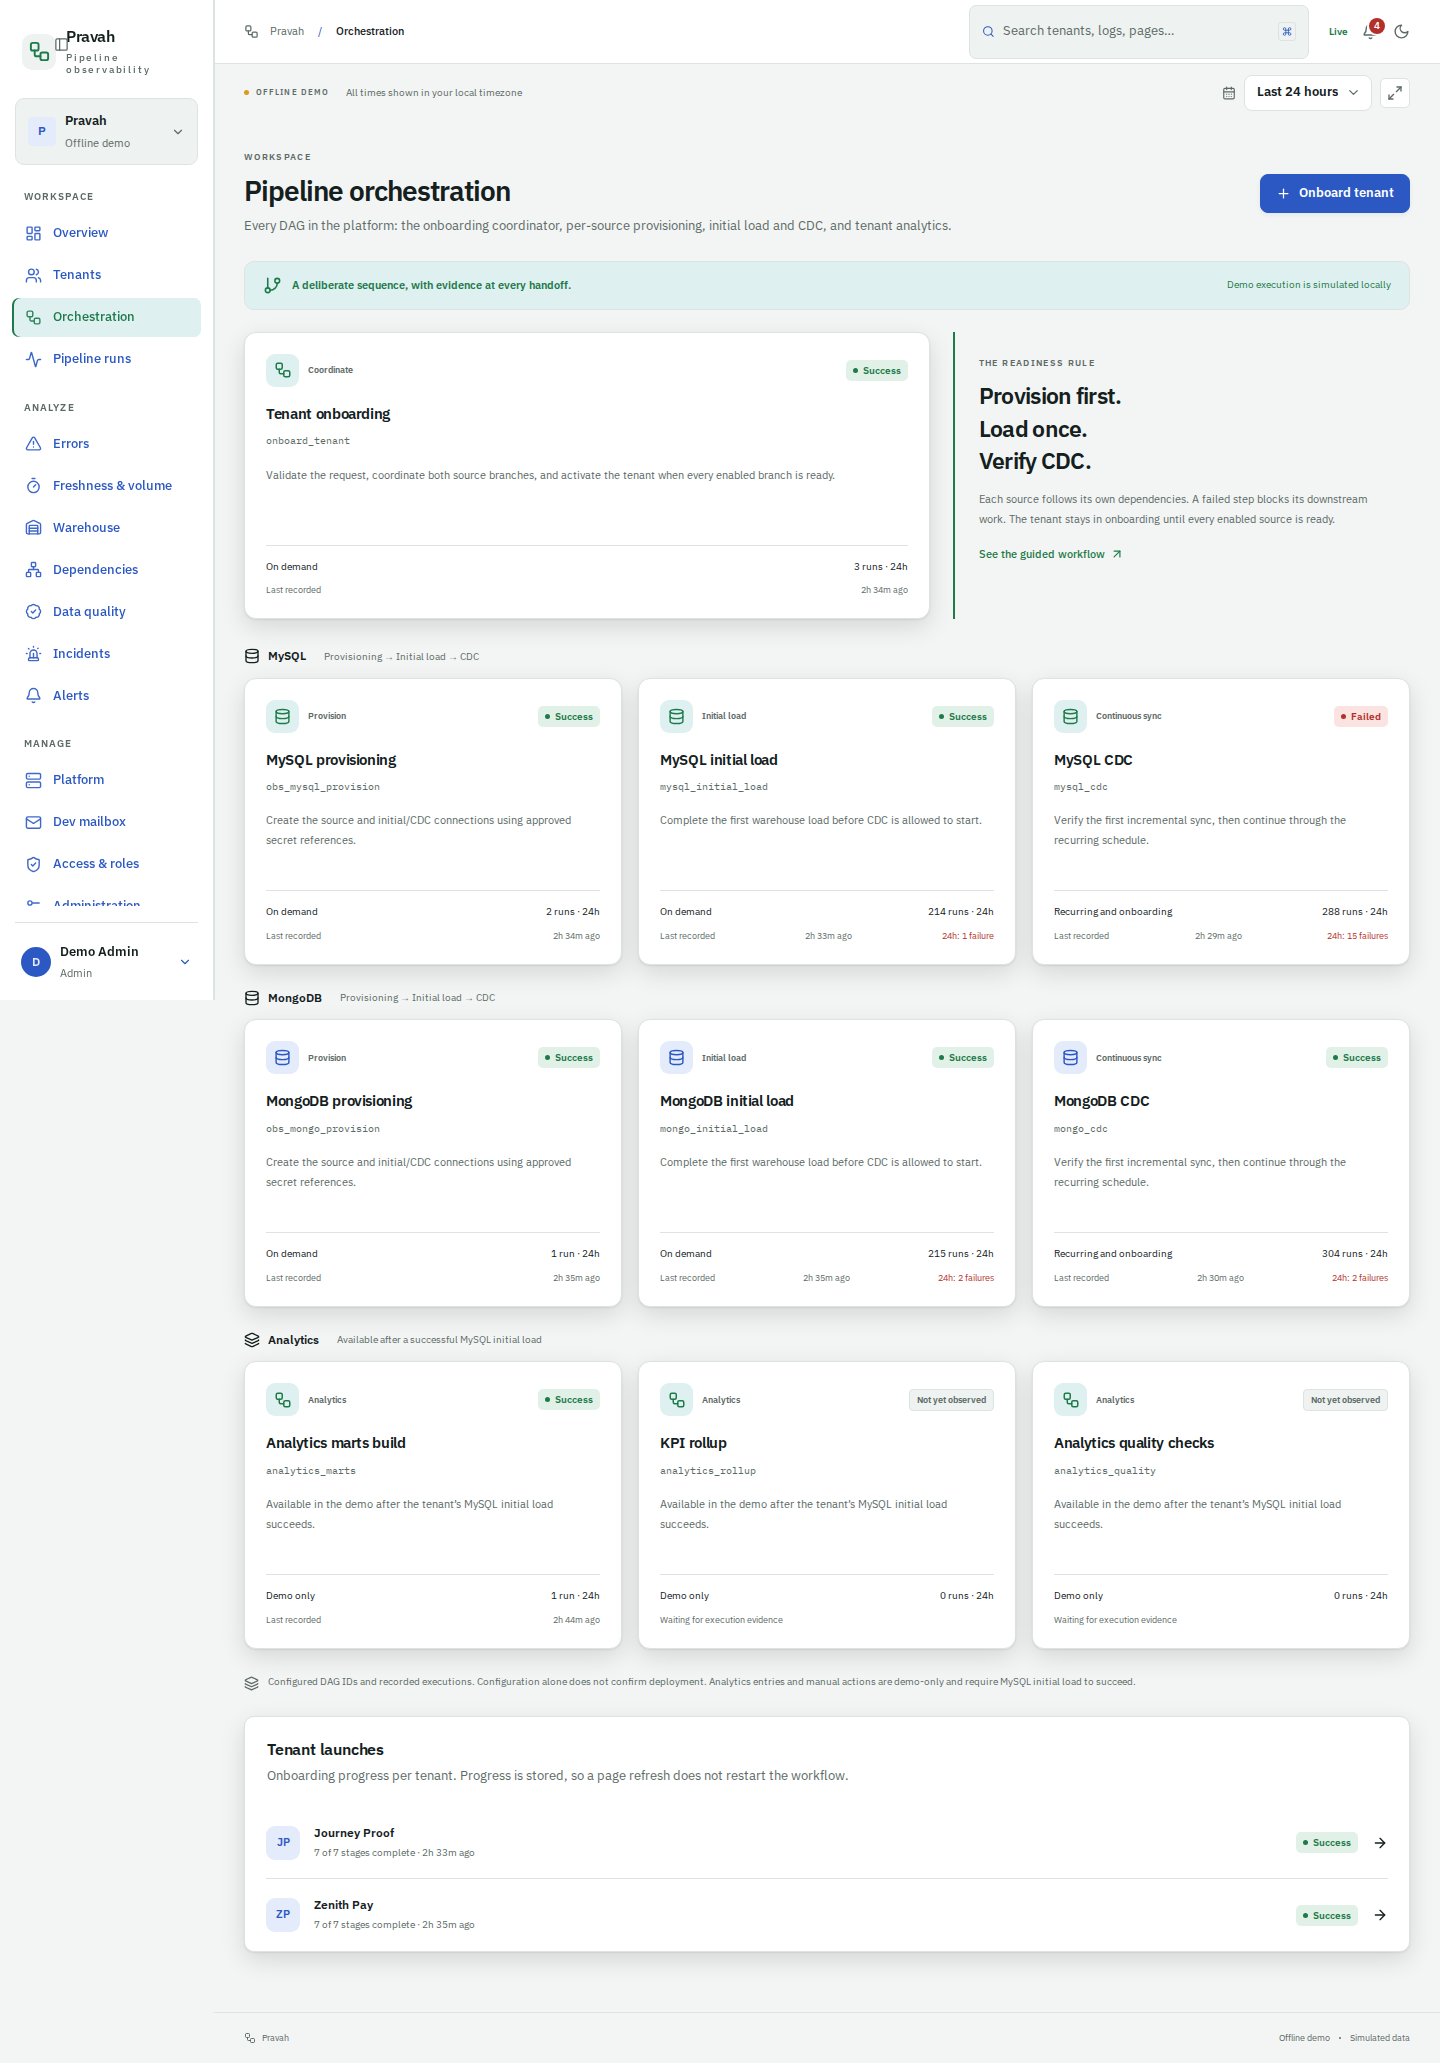 Pravah
Pipeline
observability
P
Pravah
Offline demo
WORKSPACE
Overview
Tenants
Orchestration
Pipeline runs
ANALYZE
Errors
Freshness & volume
Warehouse
Dependencies
Data quality
Incidents
Alerts
MANAGE
Platform
Dev mailbox
Access & roles
Administration
D
Demo Admin
Admin
Pravah / Orchestration
Search tenants, logs, pages...
⌘
Live
4
OFFLINE DEMO All times shown in your local timezone
Last 24 hours
WORKSPACE
Pipeline orchestration
Onboard tenant
Every DAG in the platform: the onboarding coordinator, per-source provisioning, initial load and CDC, and tenant analytics.
A deliberate sequence, with evidence at every handoff.
Demo execution is simulated locally
Coordinate
Success
Tenant onboarding
onboard_tenant
Validate the request, coordinate both source branches, and activate the tenant when every enabled branch is ready.
On demand 3 runs · 24h
Last recorded 2h 34m ago
THE READINESS RULE
Provision first.
Load once.
Verify CDC.
Each source follows its own dependencies. A failed step blocks its downstream
work. The tenant stays in onboarding until every enabled source is ready.
See the guided workflow
MySQL Provisioning → Initial load → CDC
Provision
Success
MySQL provisioning
obs_mysql_provision
Create the source and initial/CDC connections using approved
secret references.
On demand 2 runs · 24h
Last recorded 2h 34m ago
Initial load
Success
MySQL initial load
mysql_initial_load
Complete the first warehouse load before CDC is allowed to start.
On demand 214 runs · 24h
Last recorded 2h 33m ago 24h: 1 failure
Continuous sync
Failed
MySQL CDC
mysql_cdc
Verify the first incremental sync, then continue through the
recurring schedule.
Recurring and onboarding 288 runs · 24h
Last recorded 2h 29m ago 24h: 15 failures
MongoDB Provisioning → Initial load → CDC
Provision
Success
MongoDB provisioning
obs_mongo_provision
Create the source and initial/CDC connections using approved
secret references.
On demand 1 run · 24h
Last recorded 2h 35m ago
Initial load
Success
MongoDB initial load
mongo_initial_load
Complete the first warehouse load before CDC is allowed to start.
On demand 215 runs · 24h
Last recorded 2h 35m ago 24h: 2 failures
Continuous sync
Success
MongoDB CDC
mongo_cdc
Verify the first incremental sync, then continue through the
recurring schedule.
Recurring and onboarding 304 runs · 24h
Last recorded 2h 30m ago 24h: 2 failures
Analytics Available after a successful MySQL initial load
Analytics
Success
Analytics marts build
analytics_marts
Available in the demo after the tenant's MySQL initial load
succeeds.
Demo only 1 run · 24h
Last recorded 2h 44m ago
Analytics
Not yet observed
KPI rollup
analytics_rollup
Available in the demo after the tenant's MySQL initial load
succeeds.
Demo only 0 runs · 24h
Waiting for execution evidence
Analytics
Not yet observed
Analytics quality checks
analytics_quality
Available in the demo after the tenant's MySQL initial load
succeeds.
Demo only 0 runs · 24h
Waiting for execution evidence
Configured DAG IDs and recorded executions. Configuration alone does not confirm deployment. Analytics entries and manual actions are demo-only and require MySQL initial load to succeed.
Tenant launches
Onboarding progress per tenant. Progress is stored, so a page refresh does not restart the workflow.
JP
Journey Proof
7 of 7 stages complete · 2h 33m ago
Success
ZP
Zenith Pay
7 of 7 stages complete · 2h 35m ago
Success
Pravah
Offline demo • Simulated data